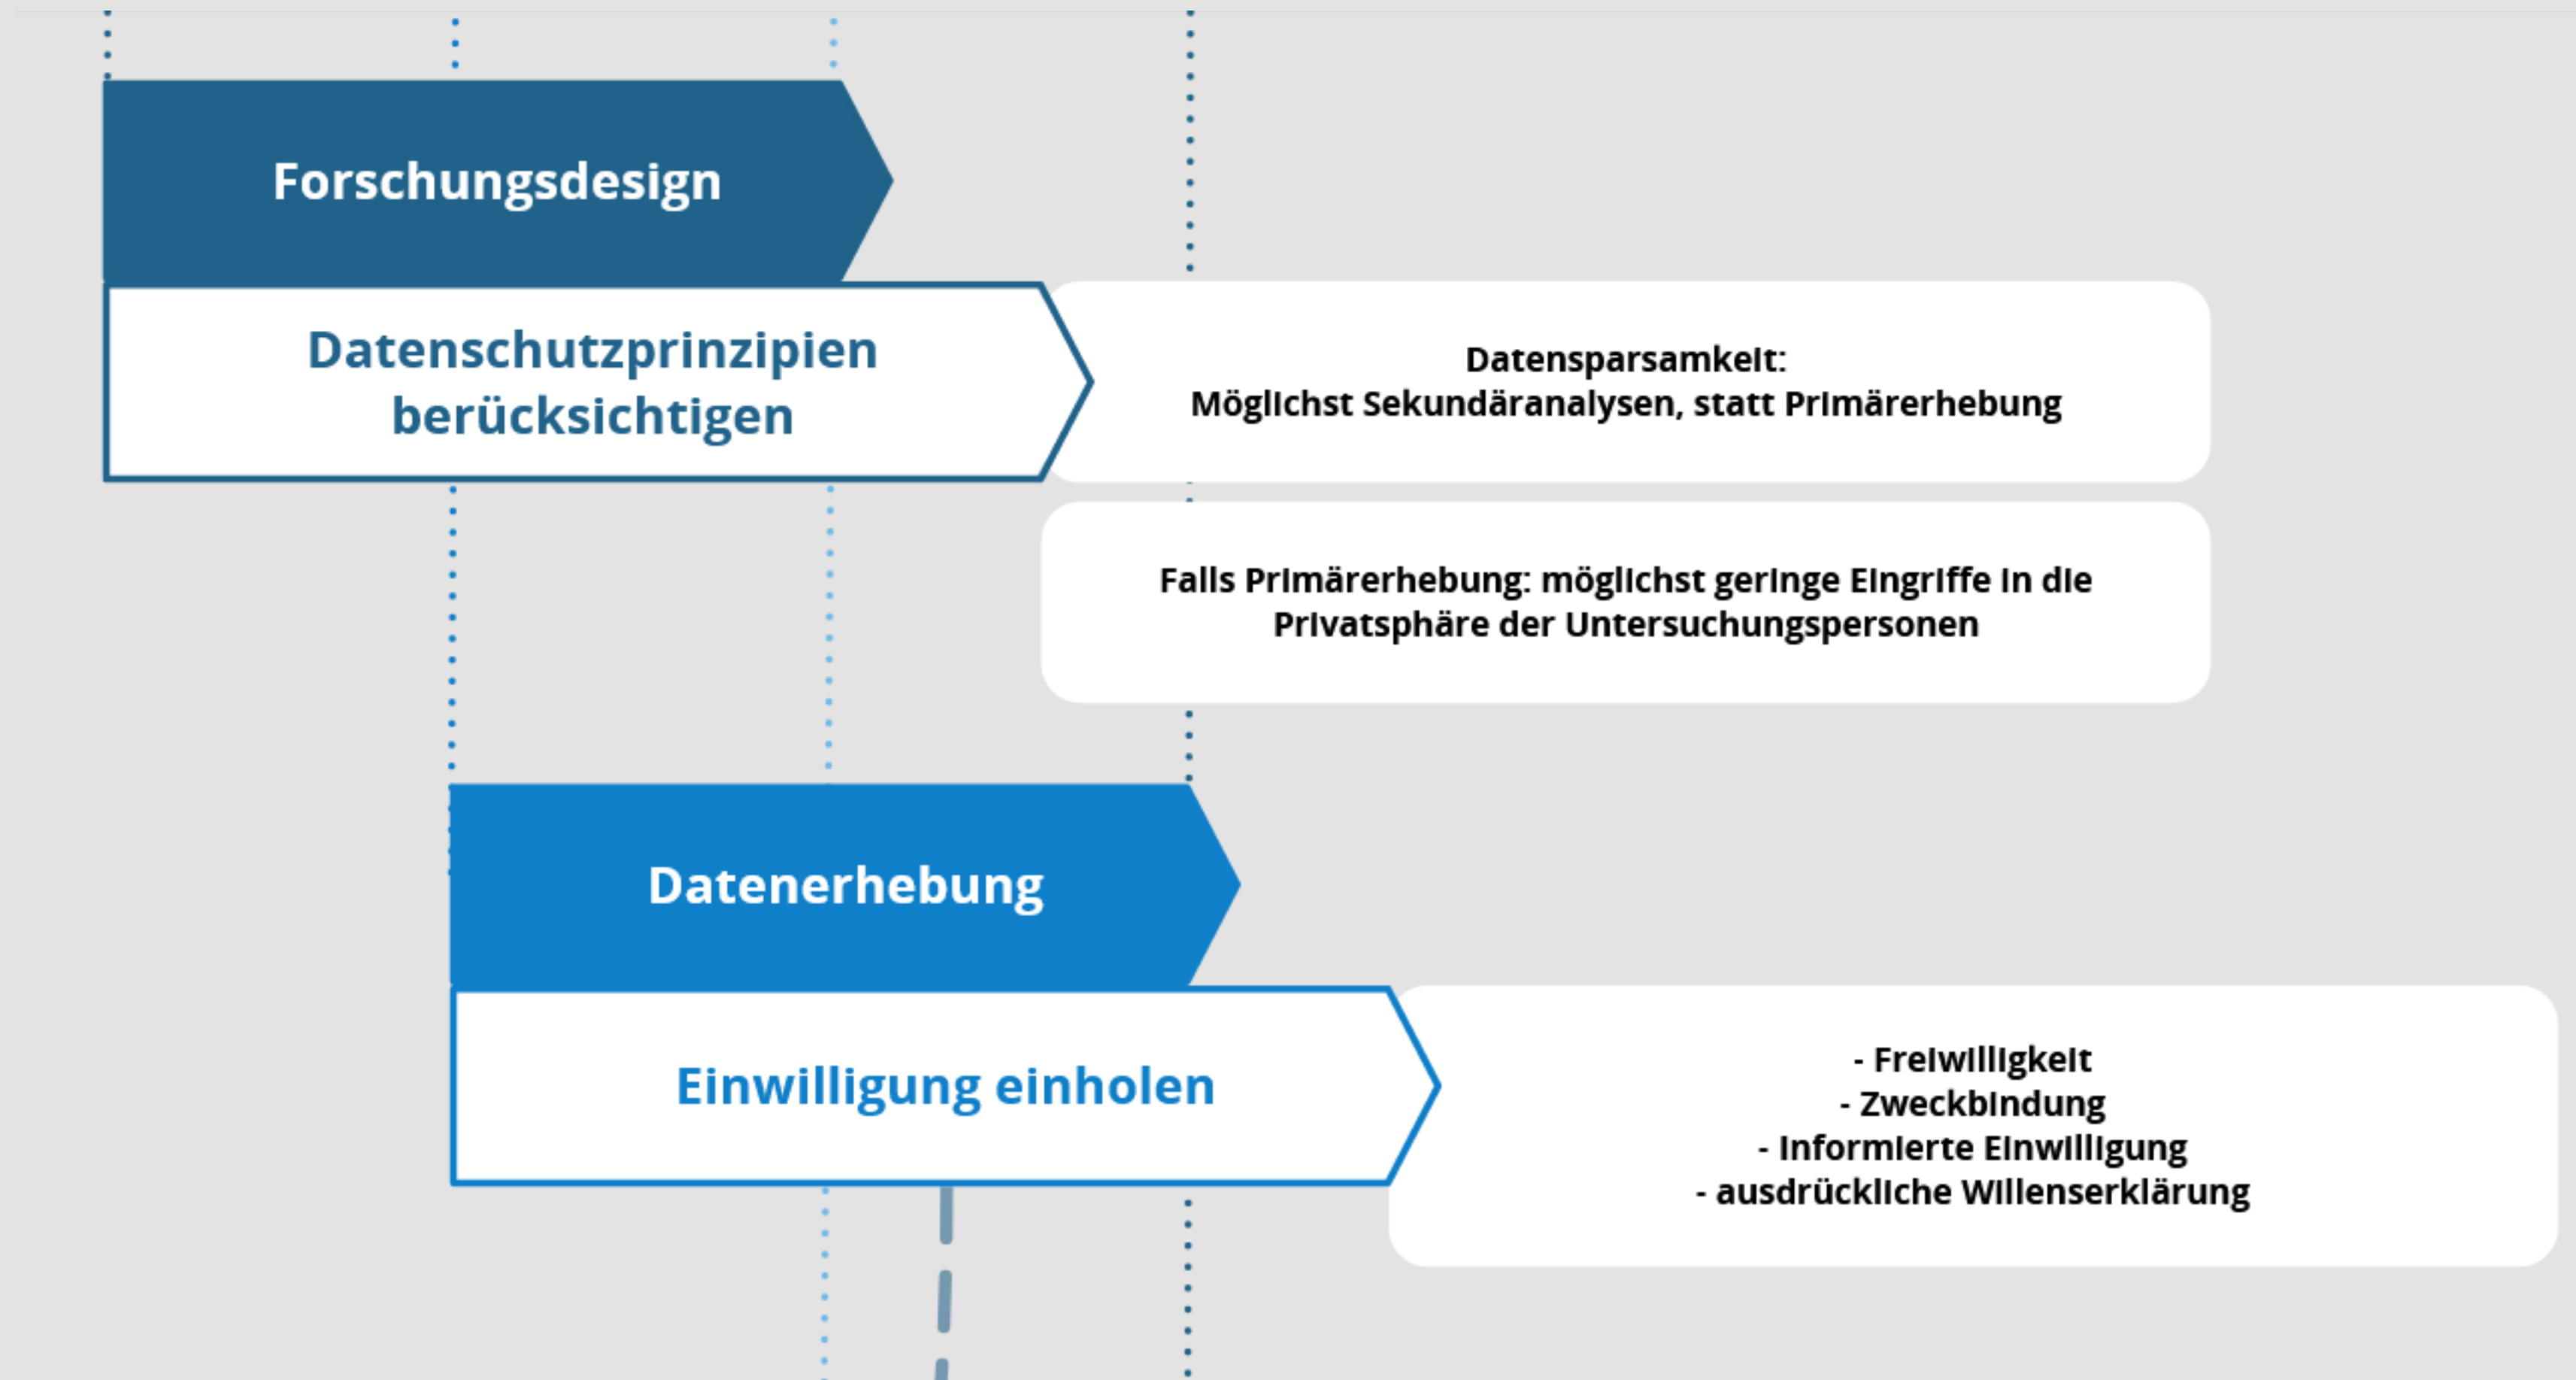 Forschungsdesign
Datenschutzprinzipien
berücksichtigen
Datensparsamkeit:
Möglichst Sekundäranalysen, statt Primärerhebung
Falls Primärerhebung: möglichst geringe Eingriffe in die
Privatsphäre der Untersuchungspersonen
Datenerhebung
Einwilligung einholen
- Freiwilligkeit
- Zweckbindung
- Informierte Einwilligung
- ausdrückliche Willenserklärung